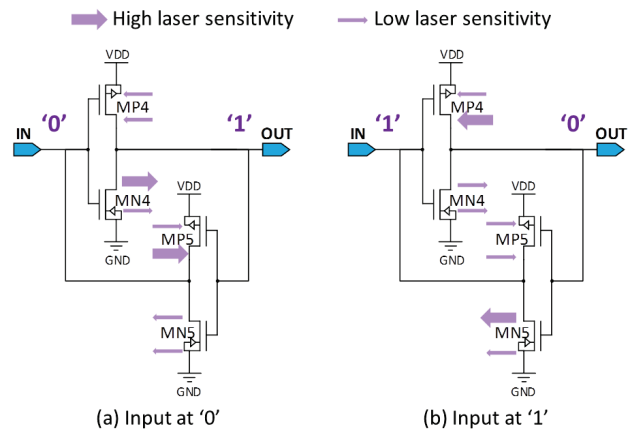 High laser sensitivity
Low laser sensitivity
VDD
MP4
'0'
'1'
IN
OUT
MN4
VDD
MP5
GND
MN5
GND
(a) Input at '0'
VDD
MP4
'1'
'0'
IN
OUT
MN4
VDD
MP5
GND
MN5
GND
(b) Input at '1'